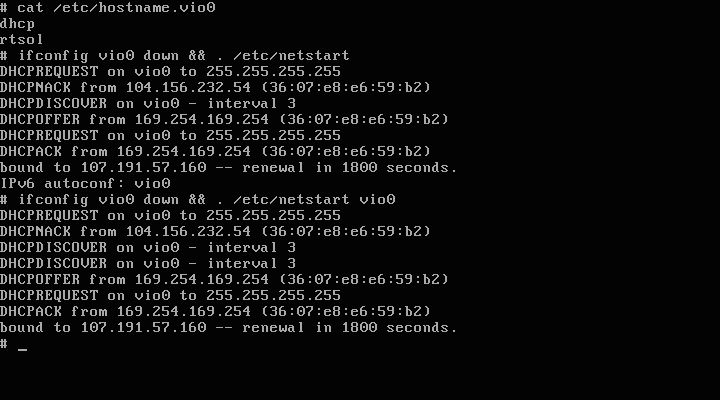 # cat /etc/hostname.vio0
dhcp
rtsol
# ifconfig vio0 down && . /etc/netstart
DHCPREQUEST on vio0 to 255.255.255.255
DHCPNACK from 104.156.232.54 (36:07:e8:e6:59:b2)
DHCPDISCOVER on vio0 - interval 3
DHCPOFFER from 169.254.169.254 (36:07:e8:e6:59:b2)
DHCPREQUEST on vio0 to 255.255.255.255
DHCPACK from 169.254.169.254 (36:07:e8:e6:59:b2)
bound to 107.191.57.160 -- renewal in 1800 seconds.
IPv6 autoconf: vio0
# ifconfig vio0 down && . /etc/netstart vio0
DHCPREQUEST on vio0 to 255.255.255.255
DHCPNACK from 104.156.232.54 (36:07:e8:e6:59:b2)
DHCPDISCOVER on vio0 - interval 3
DHCPDISCOVER on vio0 - interval 3
DHCPOFFER from 169.254.169.254 (36:07:e8:e6:59:b2)
DHCPREQUEST on vio0 to 255.255.255.255
DHCPACK from 169.254.169.254 (36:07:e8:e6:59:b2)
bound to 107.191.57.160 -- renewal in 1800 seconds.
# _